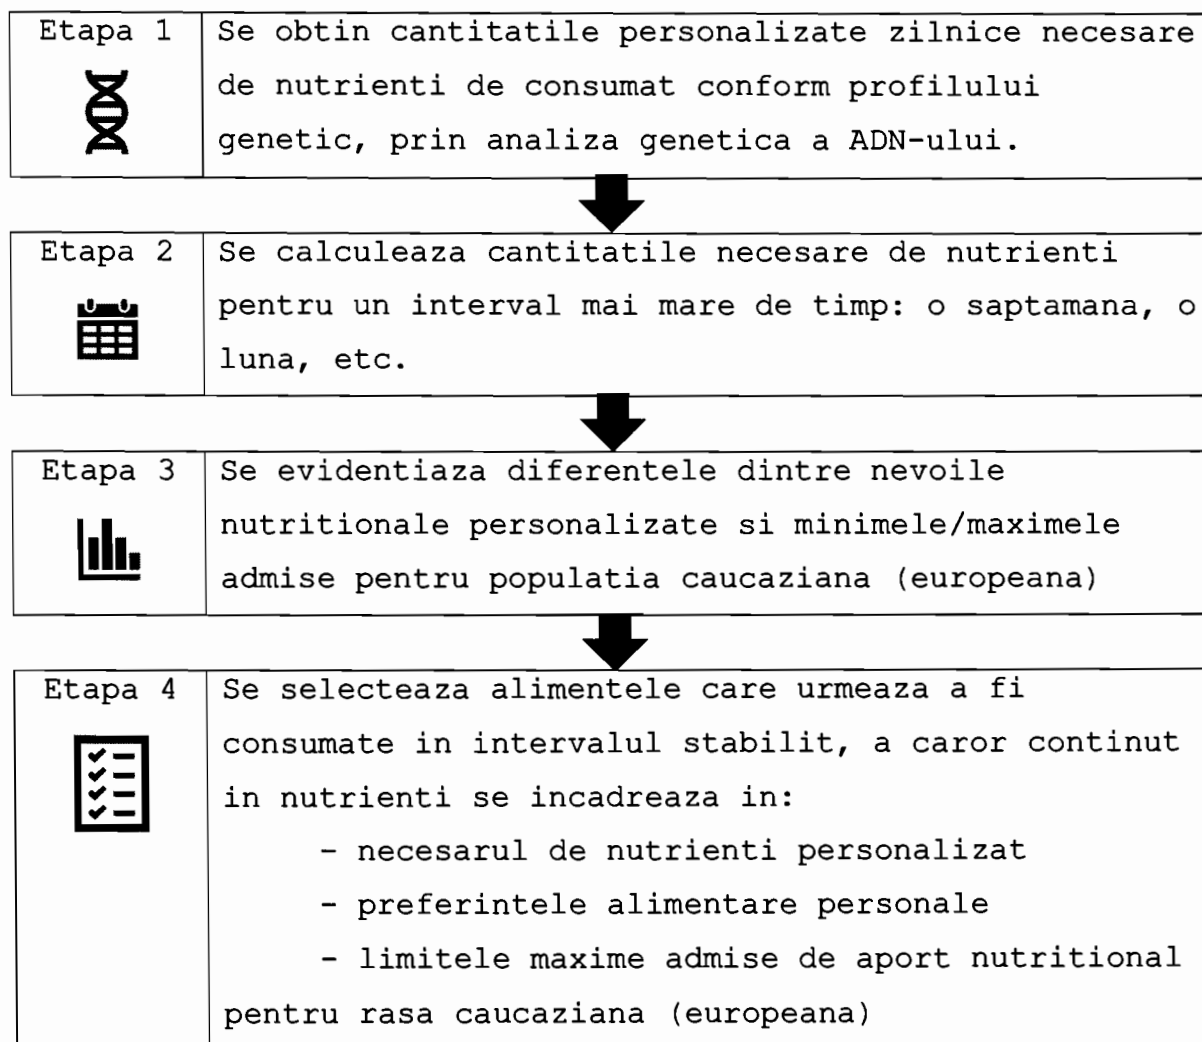 Etapa 1
Se obtin cantitatile personalizate zilnice necesare
de nutrienti de consumat conform profilului
genetic, prin analiza genetica a ADN-ului.
Etapa 2
Se calculeaza cantitatile necesare de nutrienti
pentru un interval mai mare de timp: o saptamana, o
luna, etc.
Etapa 3
Se evidentiaza diferentele dintre nevoile
nutritionale personalizate si minimele/maximele
admise pentru populatia caucaziana (europeana)
Etapa 4
Se selecteaza alimentele care urmeaza a fi
consumate in intervalul stabilit, a caror continut
in nutrienti se incadreaza in:
- necesarul de nutrienti personalizat
- preferintele alimentare personale
- limitele maxime admise de aport nutritional
pentru rasa caucaziana (europeana)